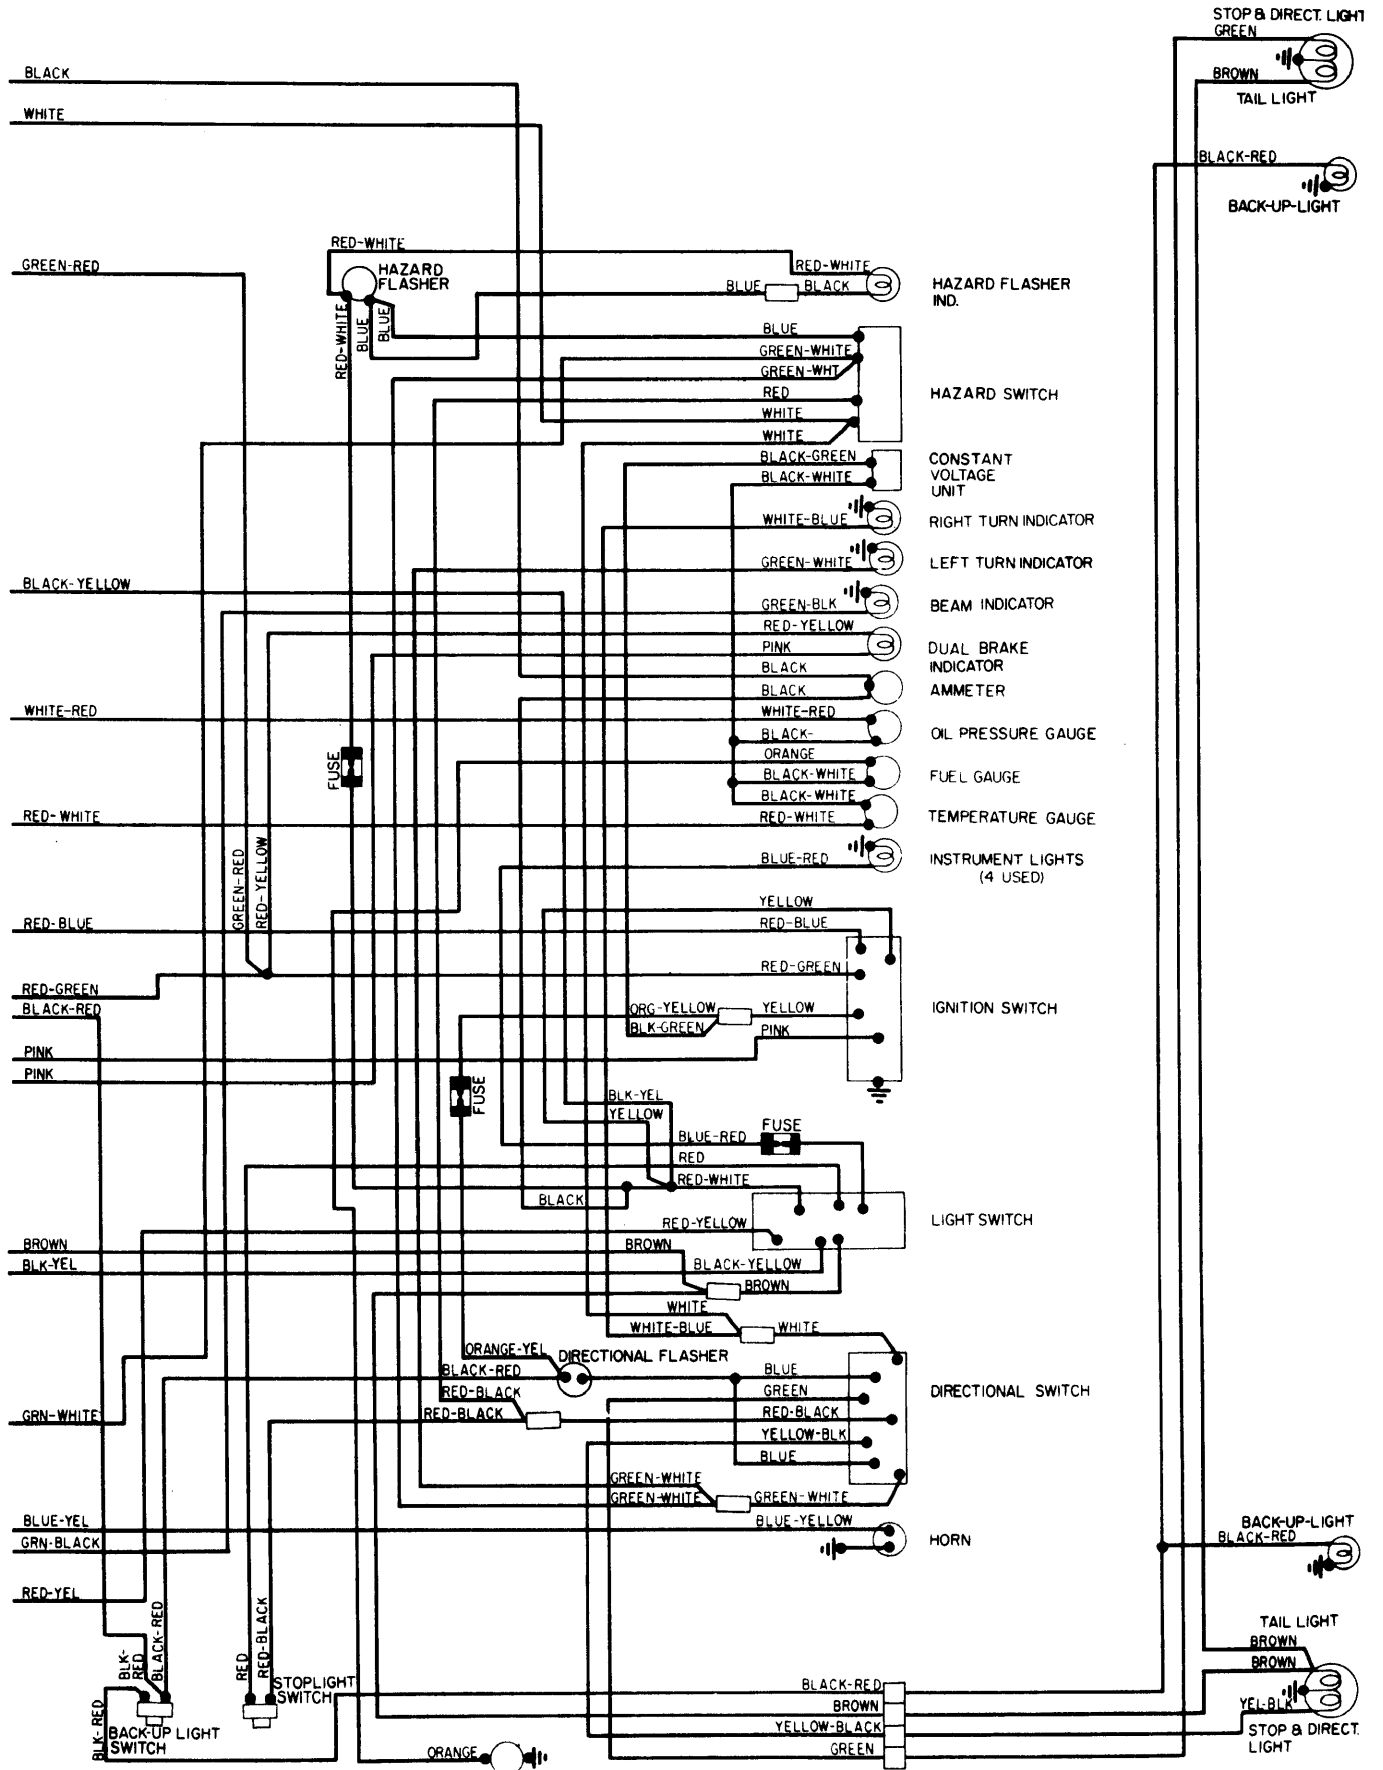 STOP & DIRECT. LIGHT
GREEN
BROWN
TAIL LIGHT
BLACK
WHITE
BLACK-RED
BACK-UP-LIGHT
RED-WHITE
GREEN-RED
HAZARD
FLASHER
RED-WHITE
BLUE
BLACK
HAZARD FLASHER
IND.
RED-WHITE
BLUE
BLUE
BLUE
GREEN-WHITE
GREEN-WHT
RED
HAZARD SWITCH
WHITE
WHITE
BLACK-GREEN
BLACK-WHITE
CONSTANT
VOLTAGE
UNIT
WHITE-BLUE
RIGHT TURN INDICATOR
GREEN-WHITE
LEFT TURN INDICATOR
BLACK-YELLOW
GREEN-BLK
BEAM INDICATOR
RED-YELLOW
PINK
DUAL BRAKE
INDICATOR
BLACK
BLACK
AMMETER
WHITE-RED
WHITE-RED
BLACK-
OIL PRESSURE GAUGE
ORANGE
BLACK-WHITE
FUEL GAUGE
FUSE
BLACK-WHITE
RED-WHITE
RED-WHITE
TEMPERATURE GAUGE
GREEN-RED
RED-YELLOW
BLUE-RED
INSTRUMENT LIGHTS
(4 USED)
YELLOW
RED-BLUE
RED-BLUE
RED-GREEN
RED-GREEN
BLACK-RED
ORG-YELLOW
YELLOW
BLK-GREEN
PINK
IGNITION SWITCH
PINK
PINK
FUSE
BLK-YEL
YELLOW
FUSE
BLUE-RED
RED
RED-WHITE
BLACK
RED-YELLOW
LIGHT SWITCH
BROWN
BROWN
BLK-YEL
BLACK-YELLOW
BROWN
WHITE
WHITE-BLUE
WHITE
ORANGE-YEL
DIRECTIONAL FLASHER
BLACK-RED
BLUE
RED-BLACK
GREEN
DIRECTIONAL SWITCH
GRN-WHITE
RED-BLACK
RED-BLACK
YELLOW-BLK
BLUE
GREEN-WHITE
GREEN-WHITE
GREEN-WHITE
BLUE-YEL
BLUE-YELLOW
GRN-BLACK
HORN
BACK-UP-LIGHT
BLACK-RED
RED-YEL
BLK-
RED
BLACK-RED
RED
RED-BLACK
TAIL LIGHT
BROWN
BROWN
STOPLIGHT
SWITCH
BLACK-RED
BROWN
YEL-BLK
BLK-RED
BACK-UP LIGHT
SWITCH
YELLOW-BLACK
STOP & DIRECT.
LIGHT
ORANGE
GREEN